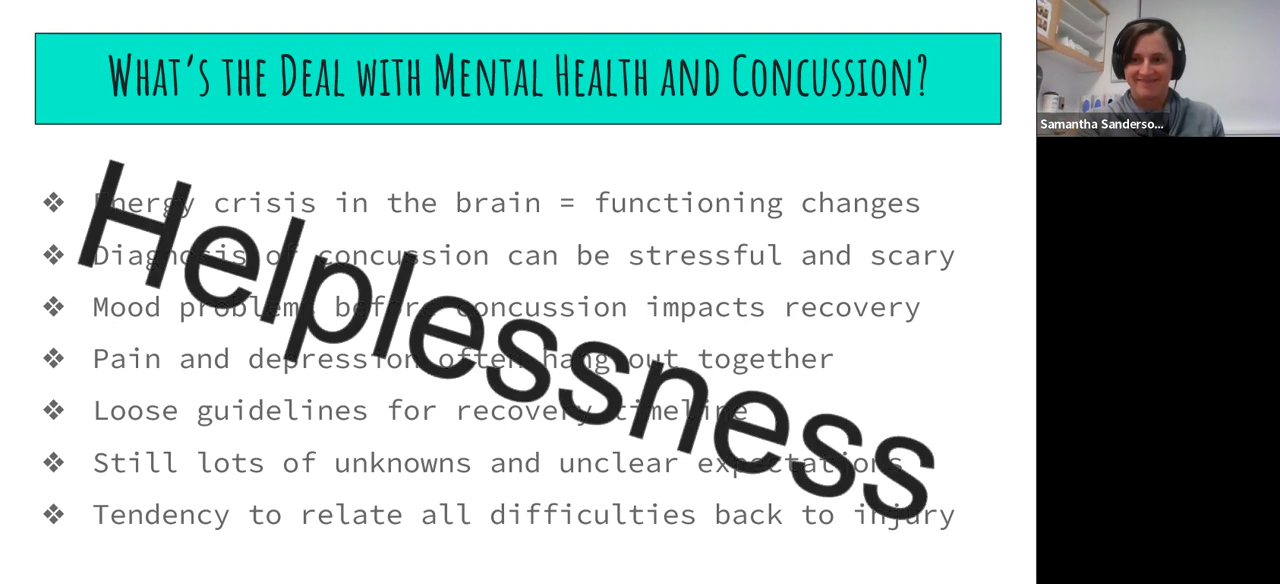 What's the Deal with Mental Health and Concussion?
❖ Energy crisis in the brain = functioning changes
❖ Diagnosis of concussion can be stressful and scary
❖ Mood problems before concussion impacts recovery
❖ Pain and depression often hang out together
❖ Loose guidelines for recovery timeline
❖ Still lots of unknowns and unclear expectations
❖ Tendency to relate all difficulties back to injury
Helplessness
Samantha Sanderso...